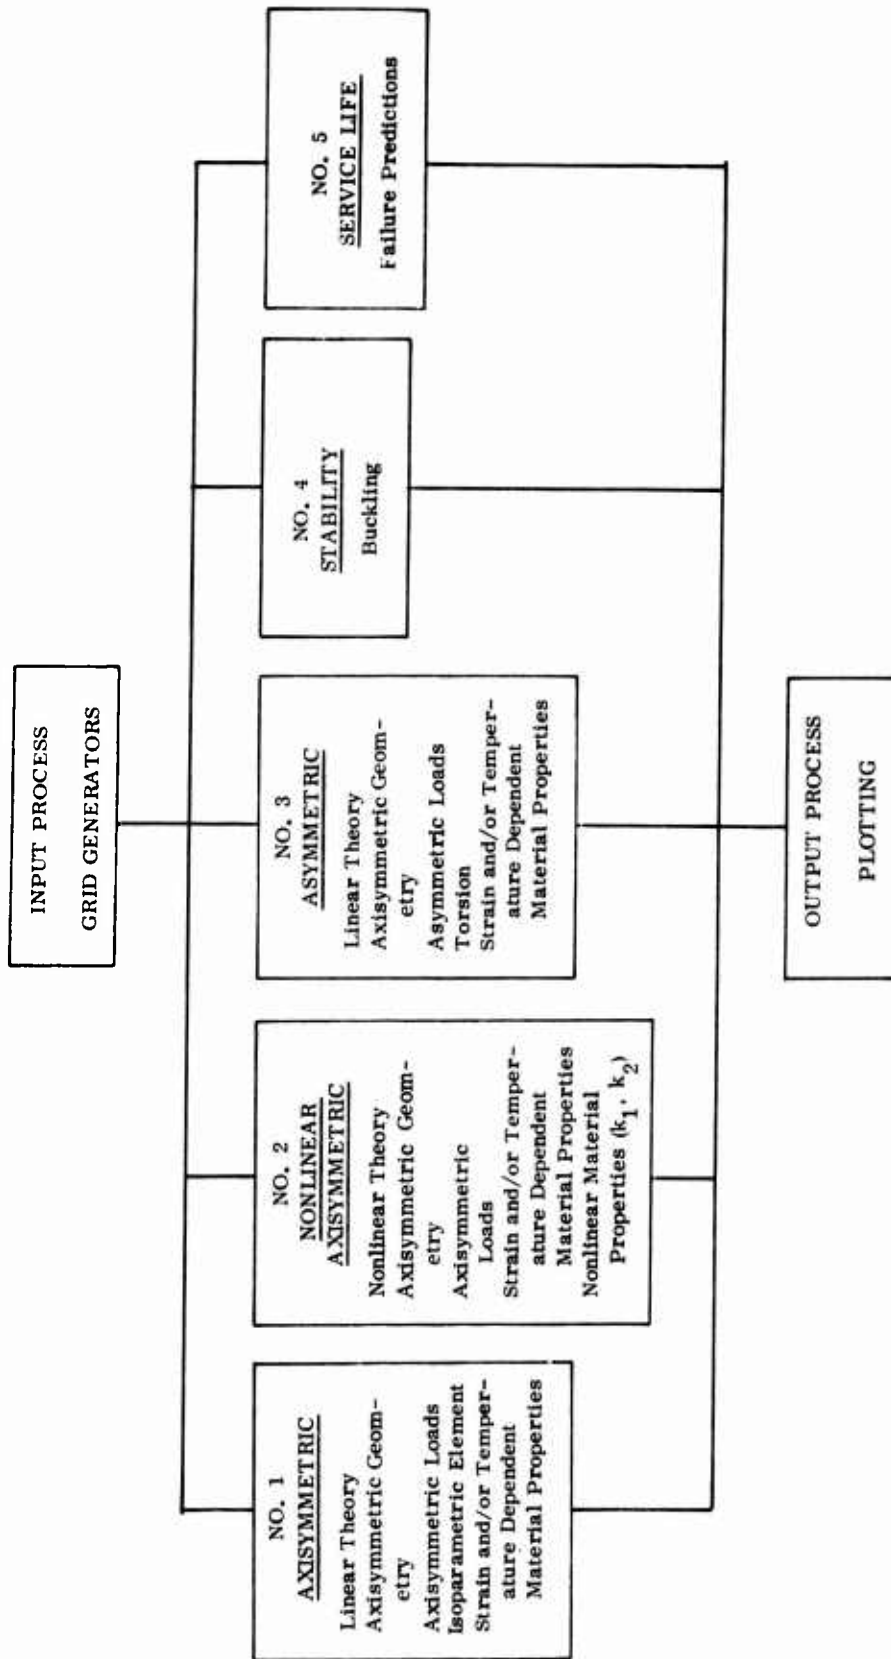 INPUT PROCESS
GRID GENERATORS
NO. 1
AXISYMMETRIC
Linear Theory
Axisymmetric Geom-
etry
Axisymmetric Loads
Isoparametric Element
Strain and/or Temper-
ature Dependent
Material Properties
NO. 2
NONLINEAR
AXISYMMETRIC
Nonlinear Theory
Axisymmetric Geom-
etry
Axisymmetric
Loads
Strain and/or Temper-
ature Dependent
Material Properties
Nonlinear Material
Properties (k₁, k₂)
NO. 3
ASYMMETRIC
Linear Theory
Axisymmetric Geom-
etry
Asymmetric Loads
Torsion
Strain and/or Temper-
ature Dependent
Material Properties
NO. 4
STABILITY
Buckling
NO. 5
SERVICE LIFE
Failure Predictions
OUTPUT PROCESS
PLOTTING